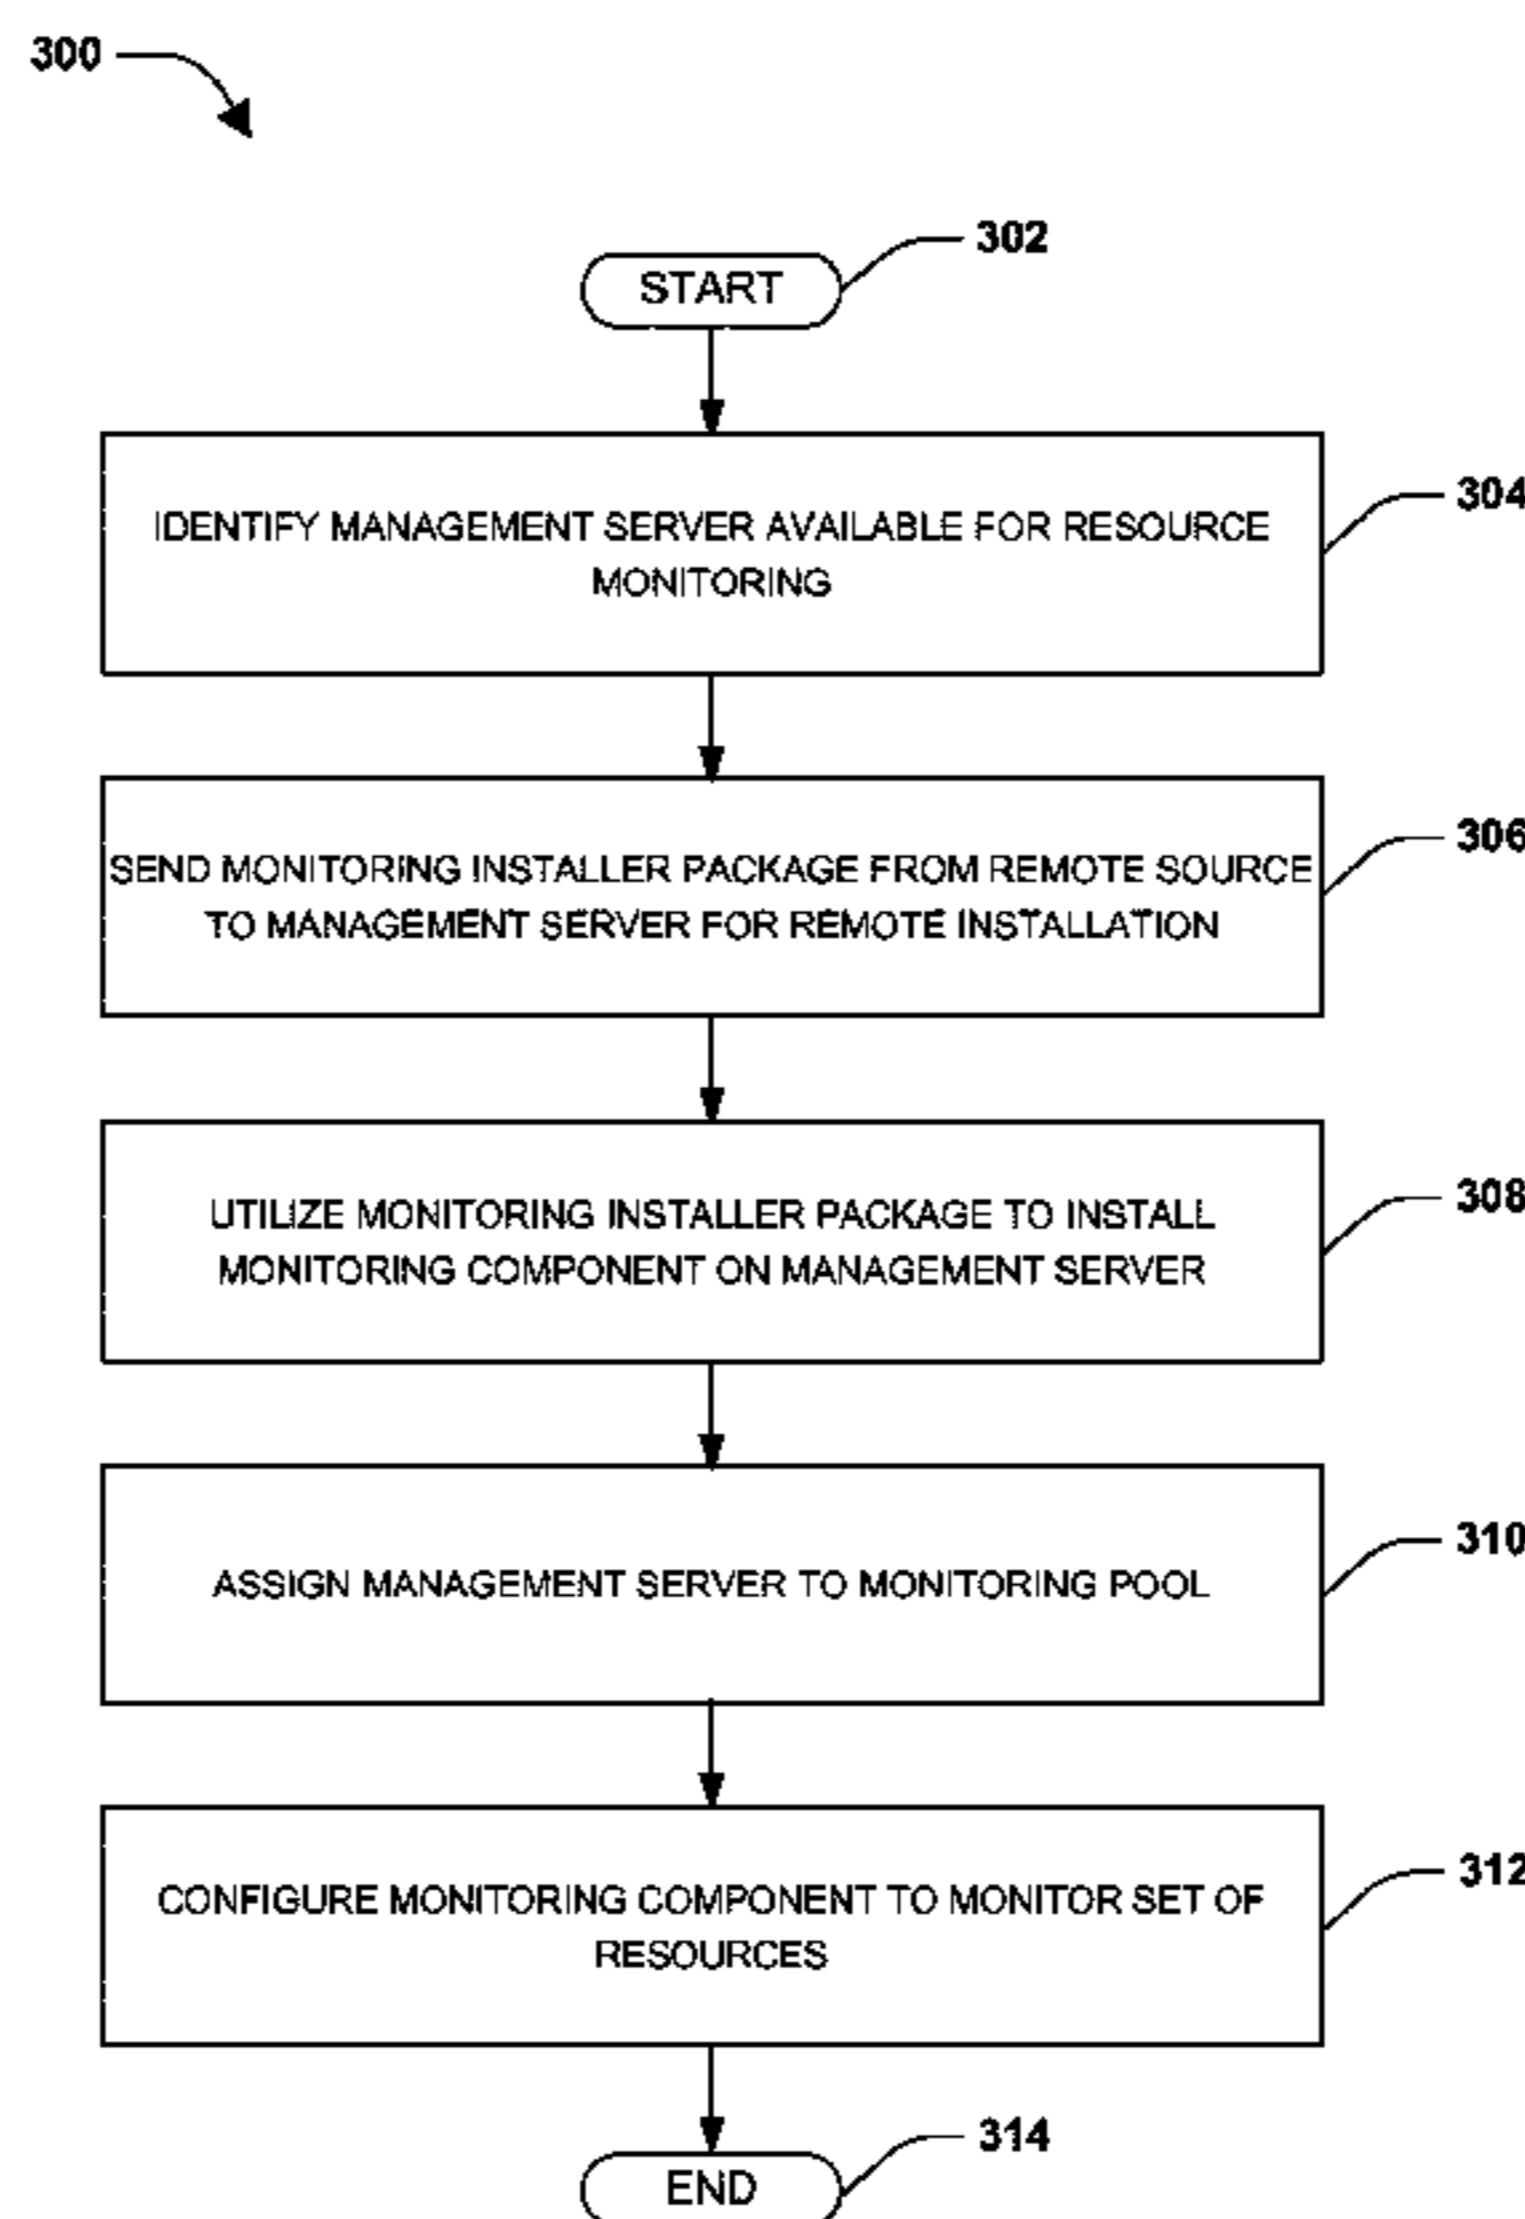 300
302
START
304
IDENTIFY MANAGEMENT SERVER AVAILABLE FOR RESOURCE
MONITORING
306
SEND MONITORING INSTALLER PACKAGE FROM REMOTE SOURCE
TO MANAGEMENT SERVER FOR REMOTE INSTALLATION
308
UTILIZE MONITORING INSTALLER PACKAGE TO INSTALL
MONITORING COMPONENT ON MANAGEMENT SERVER
310
ASSIGN MANAGEMENT SERVER TO MONITORING POOL
312
CONFIGURE MONITORING COMPONENT TO MONITOR SET OF
RESOURCES
314
END